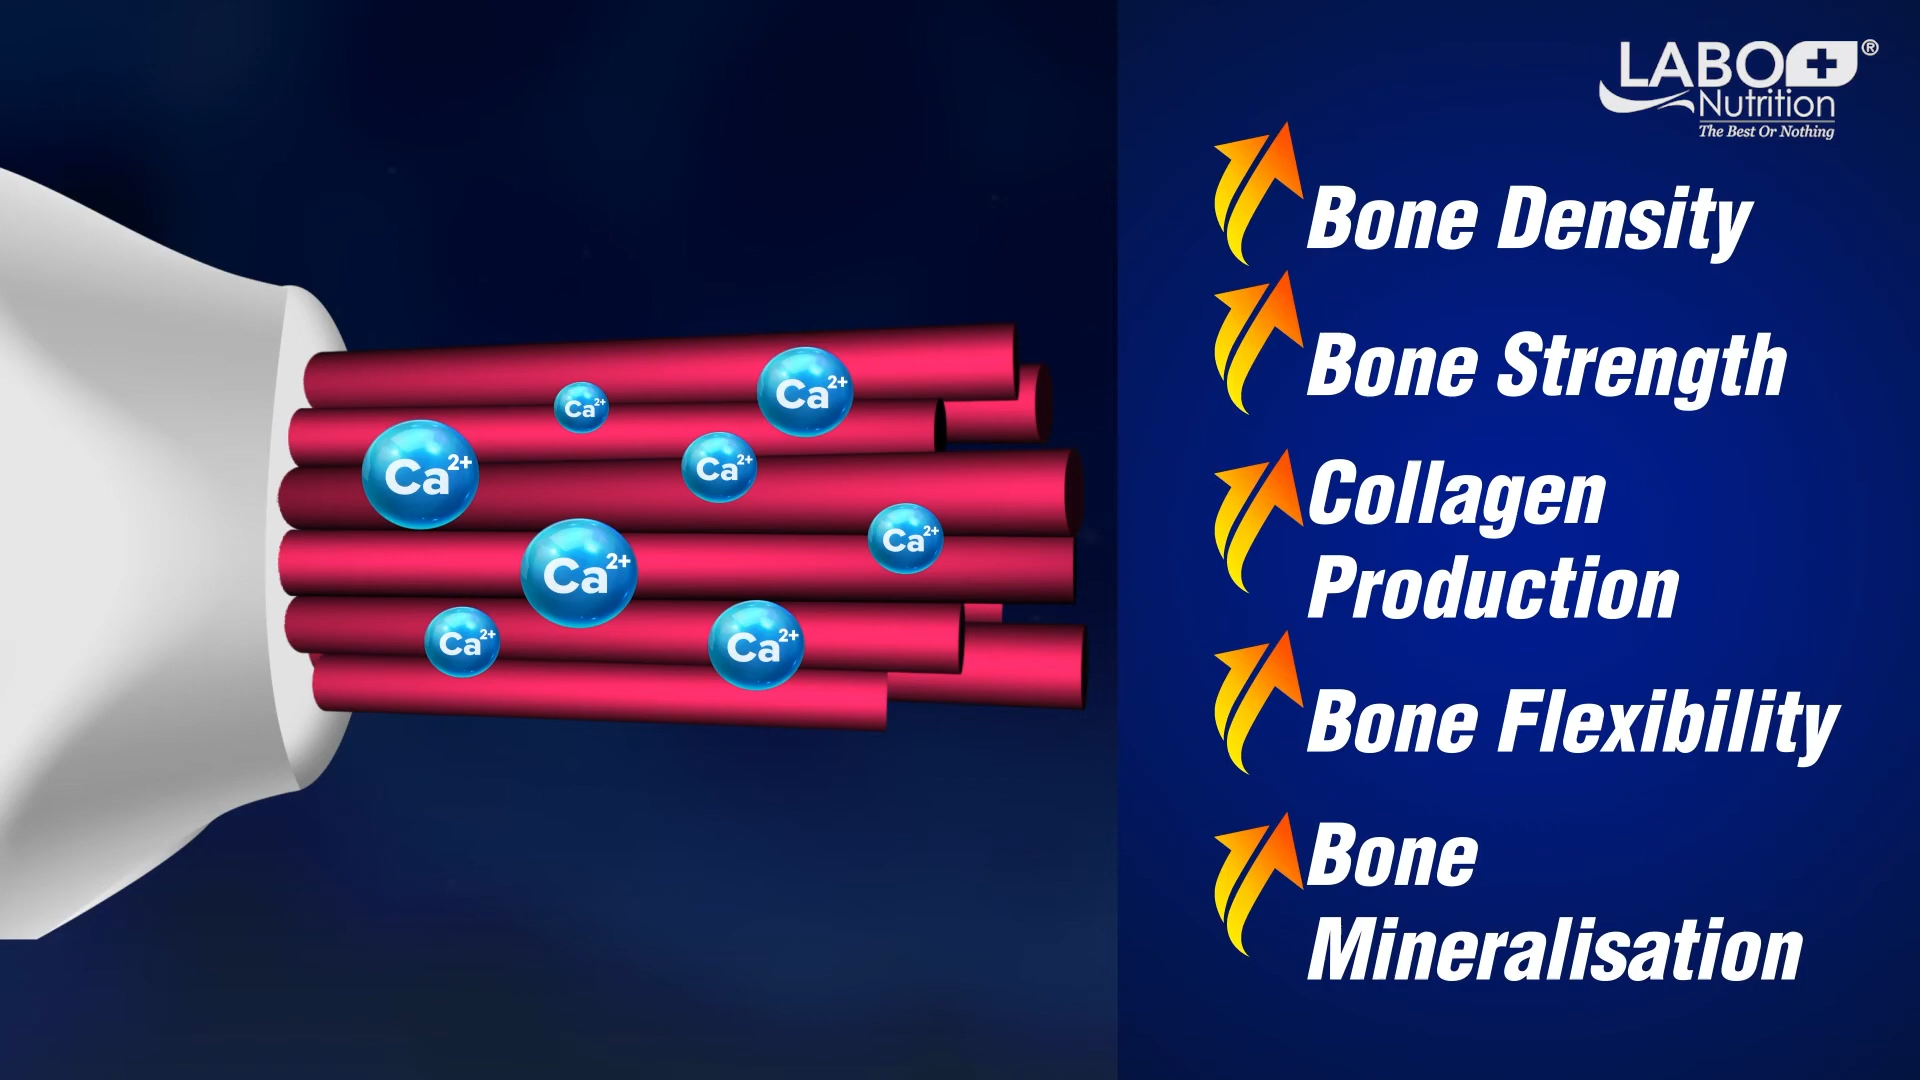 LABO+®
Nutrition
The Best Or Nothing
Bone Density
Bone Strength
Collagen
Production
Bone Flexibility
Bone
Mineralisation
Ca2+
Ca2+
Ca2+
Ca2+
Ca2+
Ca2+
Ca2+
Ca2+